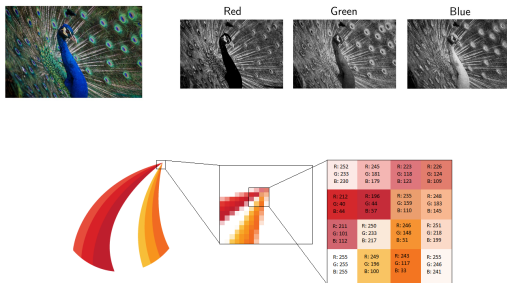 Red Green Blue
R: 252 R: 245 R: 223 R: 226
G: 233 G: 181 G: 118 G: 124
B: 230 B: 179 B: 123 B: 109
R: 212 R: 198 R: 235 R: 248
G: 40 G: 44 G: 159 G: 183
B: 44 B: 57 B: 110 B: 145
R: 211 R: 250 R: 246 R: 251
G: 101 G: 233 G: 148 G: 218
B: 112 B: 217 B: 51 B: 199
R: 255 R: 249 R: 243 R: 255
G: 255 G: 196 G: 117 G: 246
B: 255 B: 100 B: 33 B: 241